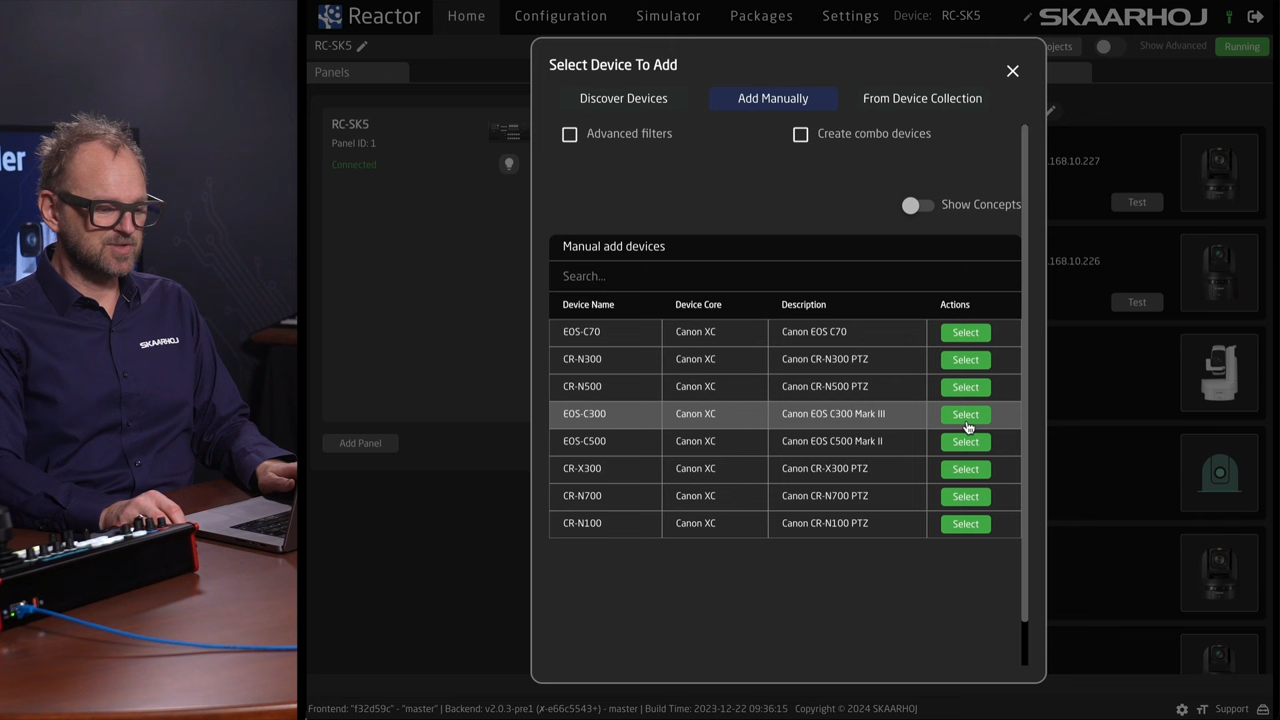 Reactor
Home
Configuration
Simulator
Packages
Settings
Device: RC-SK5
SKAARHOJ
RC-SK5
ojects
Show Advanced
Running
Panels
RC-SK5
Panel ID: 1
Connected
Add Panel
Select Device To Add
Discover Devices
Add Manually
From Device Collection
Advanced filters
Create combo devices
Show Concepts
Manual add devices
Search...
Device Name Device Core Description Actions
EOS-C70 Canon XC Canon EOS C70 Select
CR-N300 Canon XC Canon CR-N300 PTZ Select
CR-N500 Canon XC Canon CR-N500 PTZ Select
EOS-C300 Canon XC Canon EOS C300 Mark III Select
EOS-C500 Canon XC Canon EOS C500 Mark II Select
CR-X300 Canon XC Canon CR-X300 PTZ Select
CR-N700 Canon XC Canon CR-N700 PTZ Select
CR-N100 Canon XC Canon CR-N100 PTZ Select
.168.10.227
Test
.168.10.226
Test
Frontend: "f32d59c" - "master" | Backend: v2.0.3-pre1 (✗-e66c5543+) - master | Build Time: 2023-12-22 09:36:15 Copyright © 2024 SKAARHOJ
Support
der
SKAARHOJ